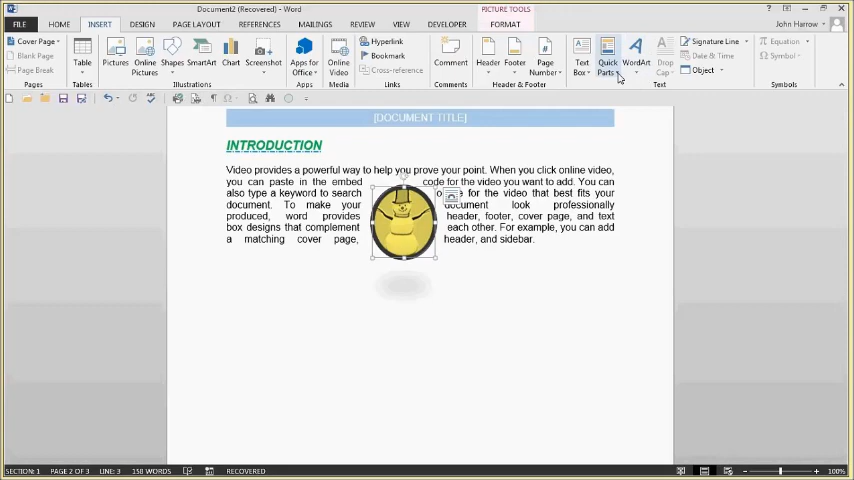 Document2 (Recovered) - Word
PICTURE TOOLS
FILE HOME INSERT DESIGN PAGE LAYOUT REFERENCES MAILINGS REVIEW VIEW DEVELOPER FORMAT John Harrow
Cover Page
Blank Page
Page Break
Pages
Table
Tables
Pictures
Online Pictures
Shapes
SmartArt
Chart
Screenshot
Illustrations
Apps for Office
Apps
Online Video
Media
Hyperlink
Bookmark
Cross-reference
Links
Comment
Comments
Header
Footer
Page Number
Header & Footer
Text Box
Quick Parts
WordArt
Drop Cap
Signature Line
Date & Time
Object
Text
Equation
Symbol
Symbols
[DOCUMENT TITLE]
INTRODUCTION
Video provides a powerful way to help you prove your point. When you click online video,
you can paste in the embed code for the video you want to add. You can
also type a keyword to search for the video that best fits your
document. To make your document look professionally
produced, word provides header, footer, cover page, and text
box designs that complement each other. For example, you can add
a matching cover page, header, and sidebar.
SECTION: 1 PAGE 2 OF 3 LINE: 3 158 WORDS RECOVERED 100%